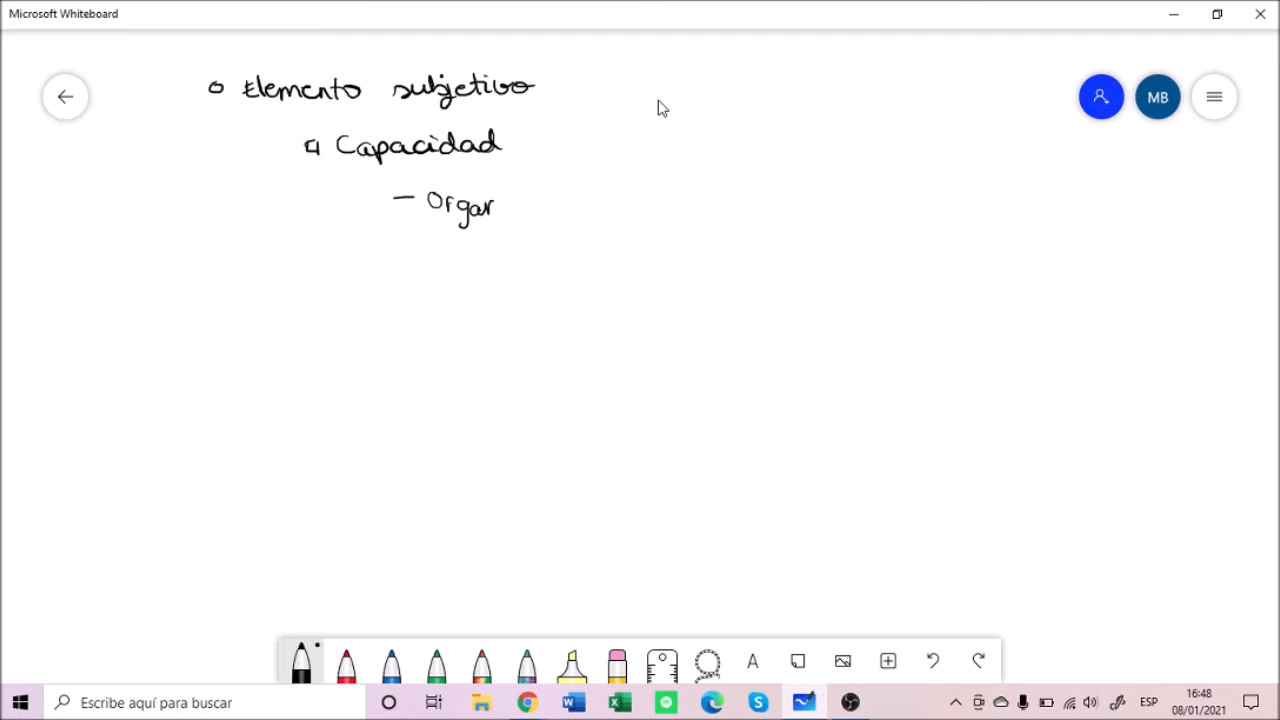 Microsoft Whiteboard
Elemento subjetivo
MB
Capacidad
- Orgar
Escribe aquí para buscar
ESP
16:48
08/01/2021